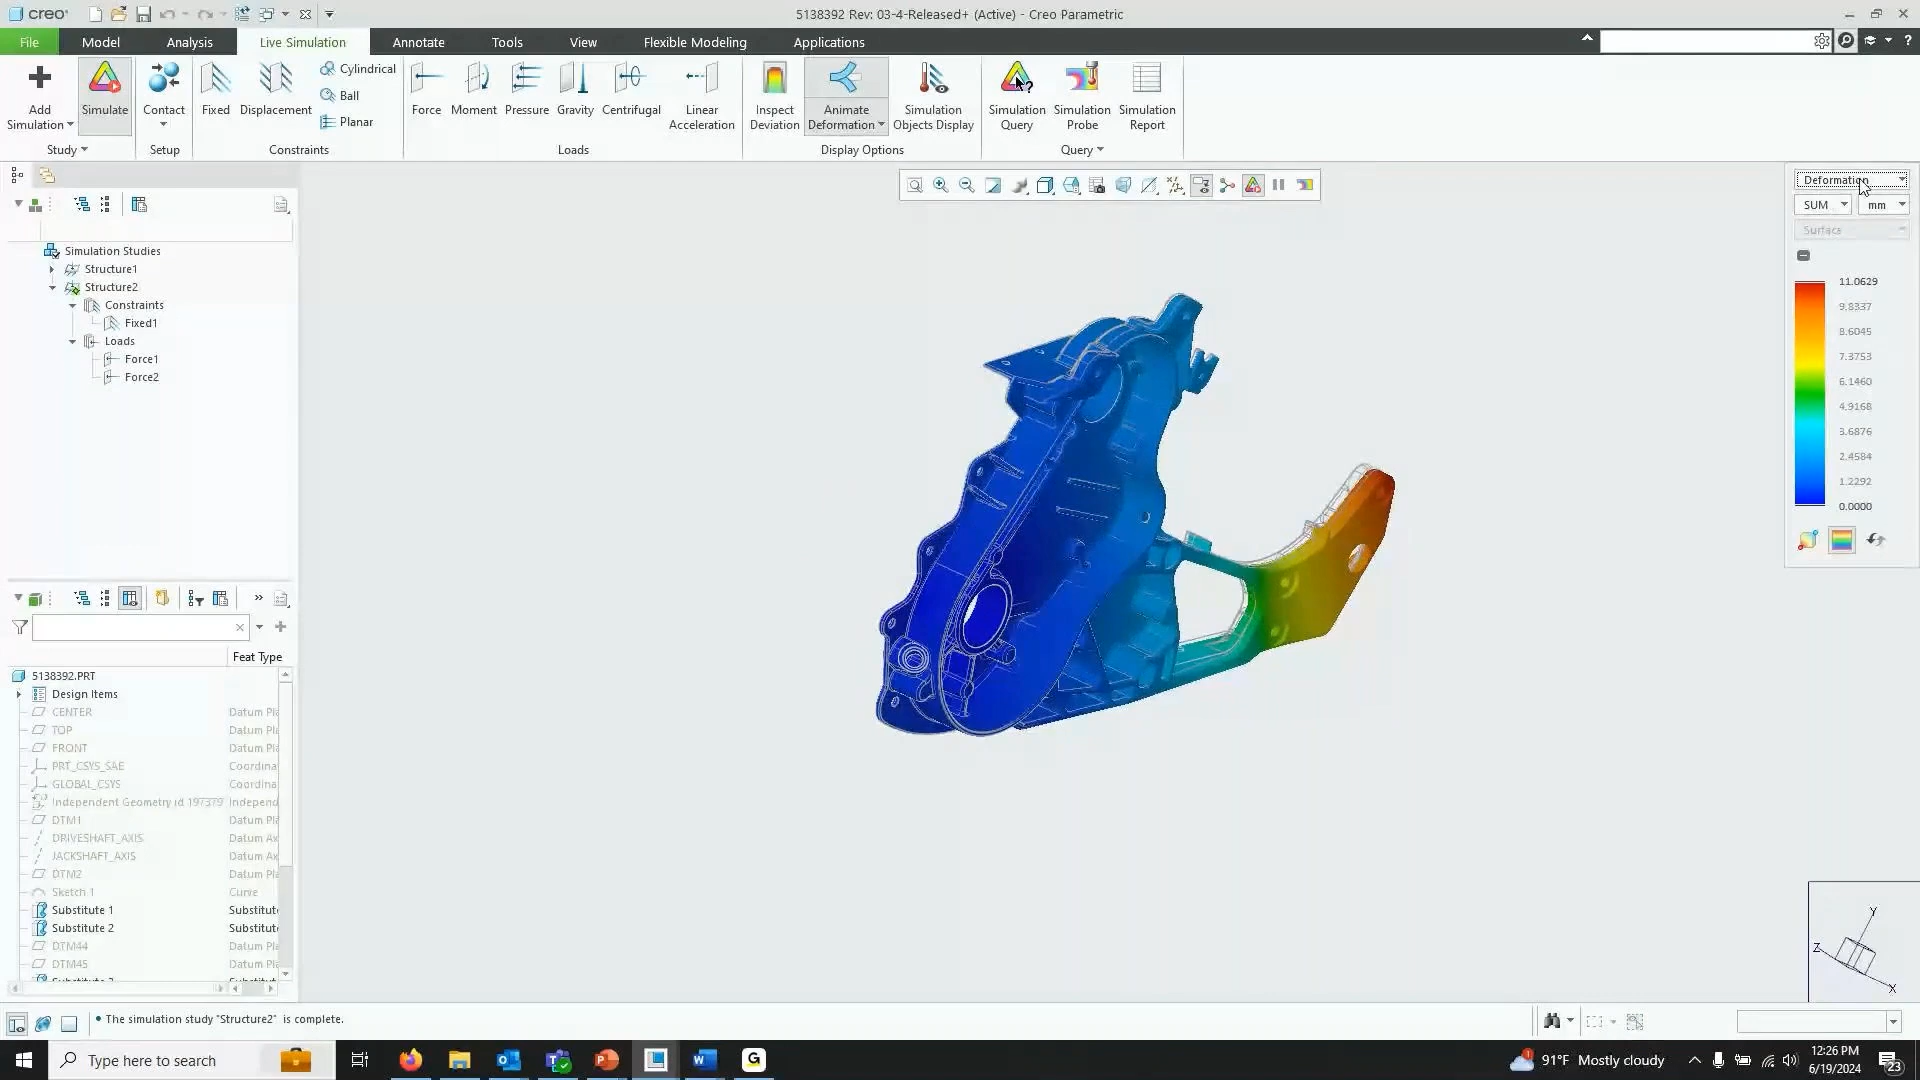 creo
5138392 Rev: 03-4-Released+ (Active) - Creo Parametric
File Model Analysis Live Simulation Annotate Tools View Flexible Modeling Applications
Add Simulation
Simulate
Contact
Fixed
Displacement
Cylindrical
Ball
Planar
Force
Moment
Pressure
Gravity
Centrifugal
Linear Acceleration
Inspect Deviation
Animate Deformation
Simulation Objects Display
Simulation Query
Simulation Probe
Simulation Report
Study Setup Constraints Loads Display Options Query
Simulation Studies
Structure1
Structure2
Constraints
Fixed1
Loads
Force1
Force2
Feat Type
5138392.PRT
Design Items
CENTER Datum Pla
TOP Datum Pla
FRONT Datum Pla
PRT_CSYS_SAE Coordina
GLOBAL_CSYS Coordina
Independent Geometry id 197379 Independ
DTM1 Datum Pla
DRIVESHAFT_AXIS Datum Ax
JACKSHAFT_AXIS Datum Ax
DTM2 Datum Pla
Sketch 1 Curve
Substitute 1 Substitut
Substitute 2 Substitut
DTM44 Datum Pla
DTM45 Datum Pla
Deformation
SUM mm
Surface
11.0629
9.8337
8.6045
7.3753
6.1460
4.9168
3.6876
2.4584
1.2292
0.0000
Y
Z
X
The simulation study "Structure2" is complete.
Type here to search
G
91°F Mostly cloudy
12:26 PM
6/19/2024
23